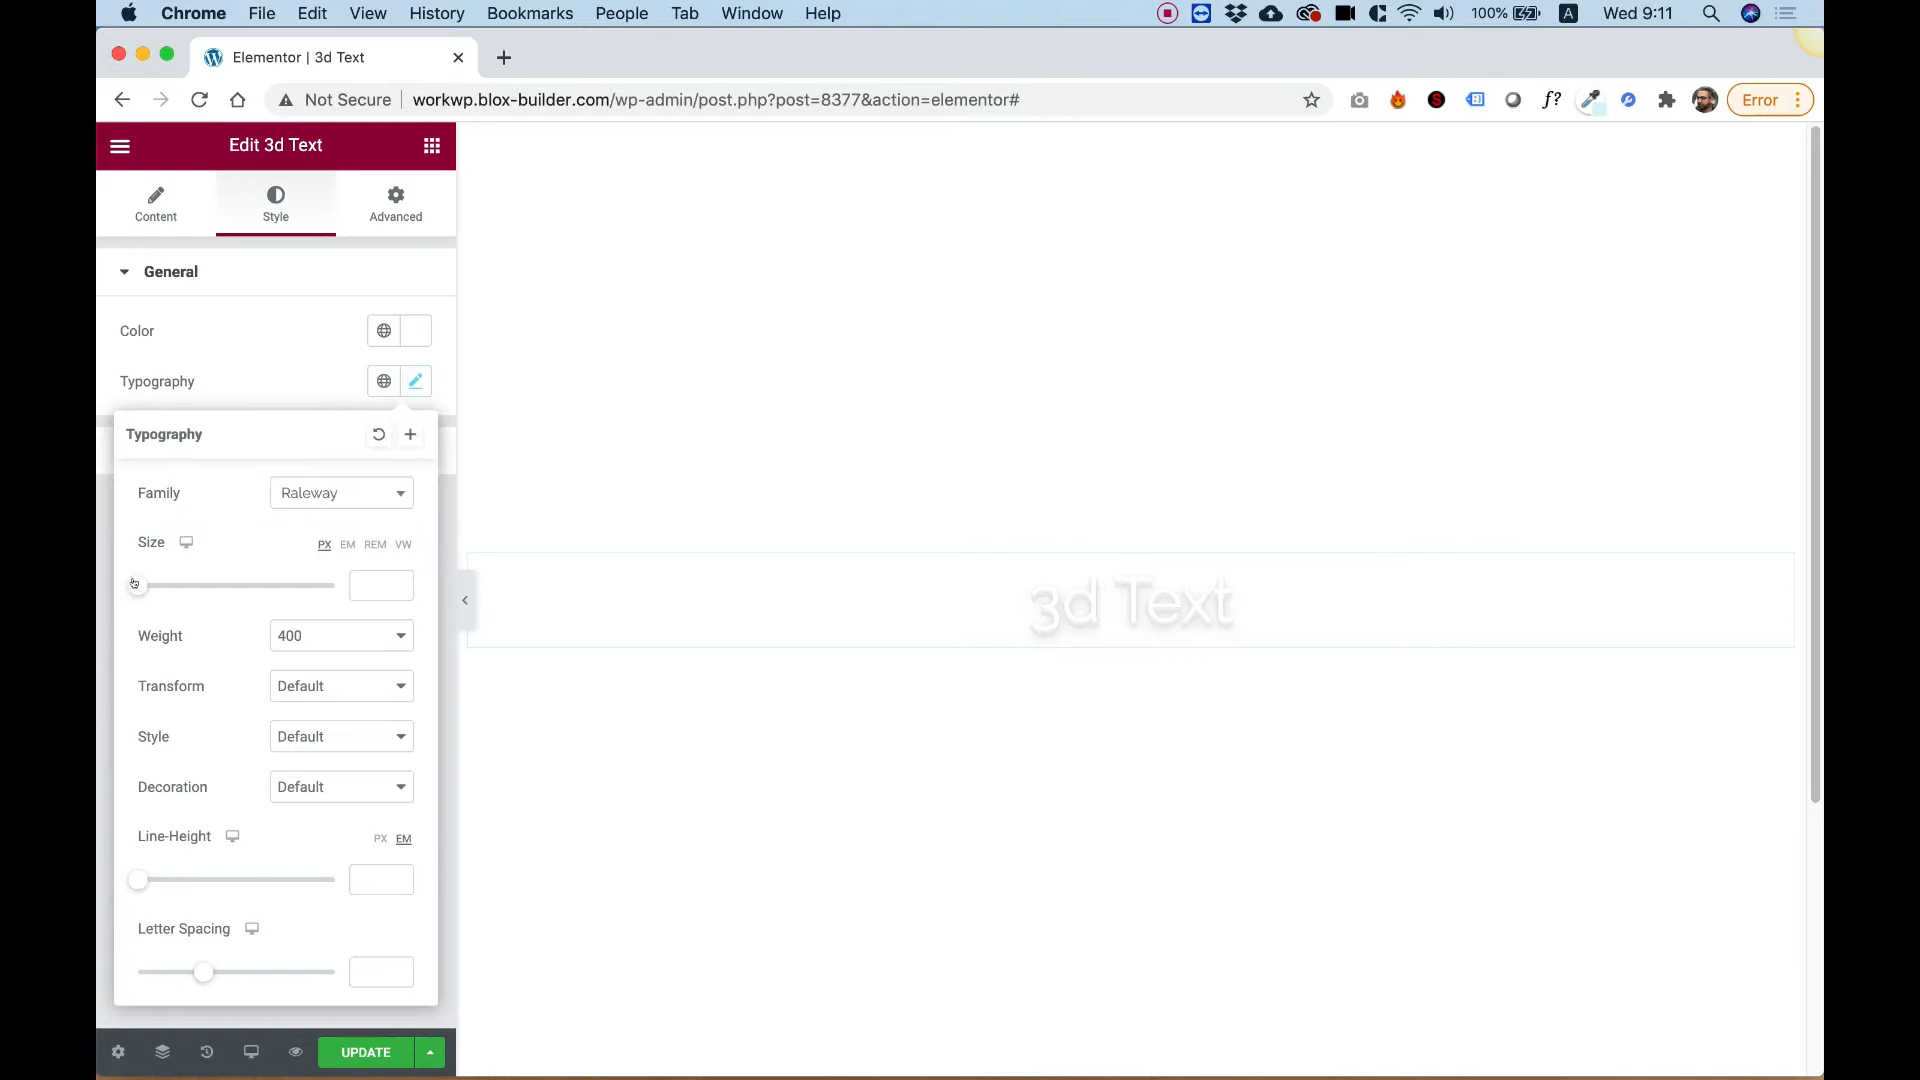 Chrome File Edit View History Bookmarks People Tab Window Help 100% A Wed 9:11
Elementor | 3d Text
Not Secure workwp.blox-builder.com/wp-admin/post.php?post=8377&action=elementor# S f? Error
Edit 3d Text
Content Style Advanced
General
Color
Typography
Typography
Family Raleway
Size PX EM REM VW
3d Text
Weight 400
Transform Default
Style Default
Decoration Default
Line-Height PX EM
Letter Spacing
UPDATE